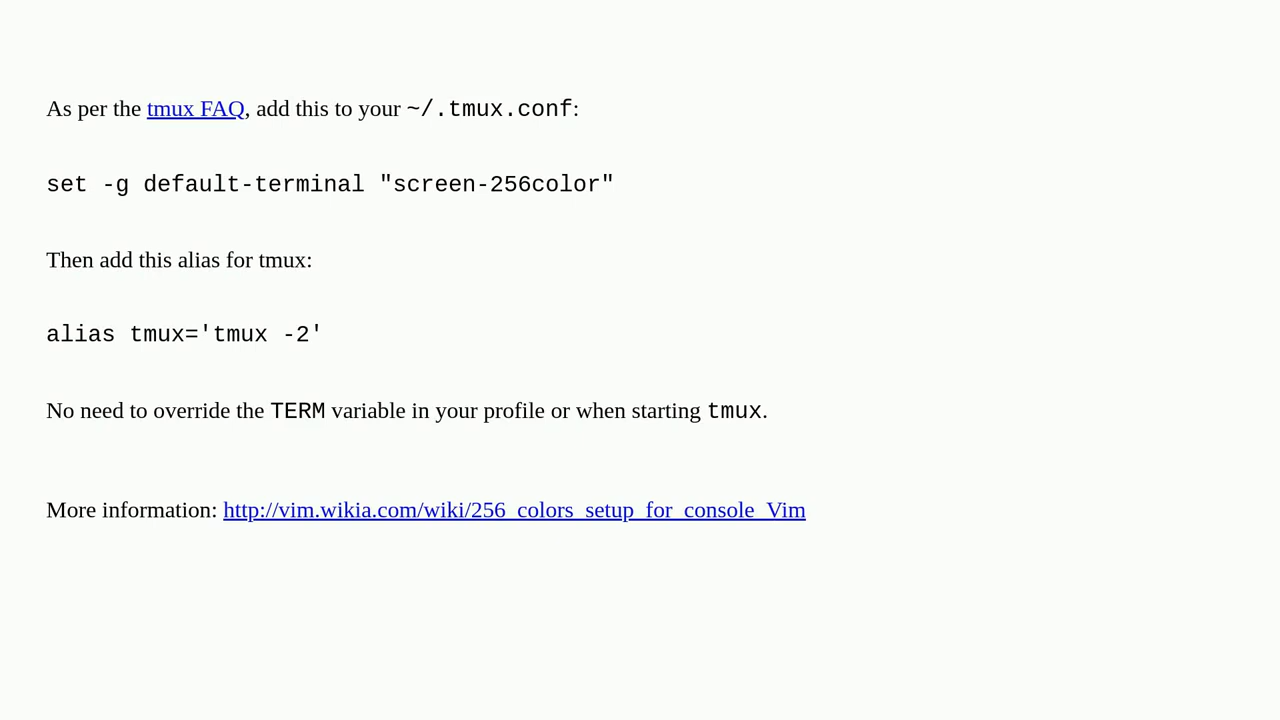 As per the tmux FAQ, add this to your ~/.tmux.conf:
set -g default-terminal "screen-256color"
Then add this alias for tmux:
alias tmux='tmux -2'
No need to override the TERM variable in your profile or when starting tmux.
More information: http://vim.wikia.com/wiki/256_colors_setup_for_console_Vim